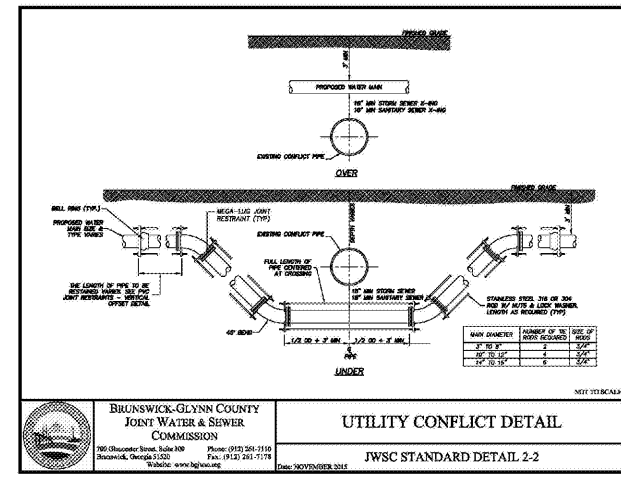 FINISHED GRADE
3' MIN
PROPOSED WATER MAIN
18" MIN STORM SEWER X-ING
18" MIN SANITARY SEWER X-ING
EXISTING CONFLICT PIPE
OVER
FINISHED GRADE
BELL RING (TYP.)
PROPOSED WATER
MAIN SIZE &
TYPE VARIES
MEGA-LUG JOINT
RESTRAINT (TYP)
EXISTING CONFLICT PIPE
DEPTH VARIES
3' MIN
FULL LENGTH OF
PIPE CENTERED
AT CROSSING
18" MIN STORM SEWER
18" MIN SANITARY SEWER
THE LENGTH OF PIPE TO BE
RESTAINED VARIES. SEE PVC
JOINT RESTRAINTS - VERTICAL
OFFSET DETAIL
STAINLESS STEEL 316 OR 304
ROD W/ NUTS & LOCK WASHER.
LENGTH AS REQUIRED (TYP)
45° BEND
1/2 OD + 3' MIN
1/2 OD + 3' MIN
PIPE
UNDER
MAIN DIAMETER NUMBER OF TIE RODS REQUIRED SIZE OF RODS
3" TO 8" 2 3/4"
10" TO 12" 4 3/4"
14" TO 16" 6 3/4"
NOT TO SCALE
BRUNSWICK-GLYNN COUNTY
JOINT WATER & SEWER
COMMISSION
700 Gloucester Street, Suite 300 Phone: (912) 261-7110
Brunswick, Georgia 31520 Fax: (912) 261-7178
Website: www.bgjwsc.org
Date: NOVEMBER 2015
UTILITY CONFLICT DETAIL
JWSC STANDARD DETAIL 2-2